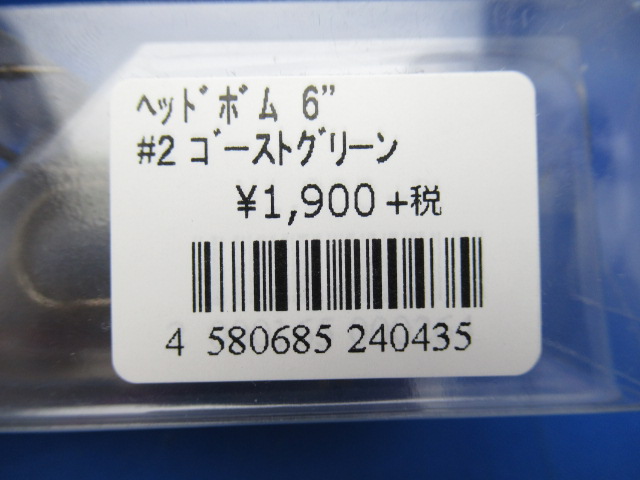 ﾍｯﾄﾞﾎﾞﾑ 6”
#2 ｺﾞｰｽﾄｸﾞﾘｰﾝ
¥1,900 +税
4 580685 240435